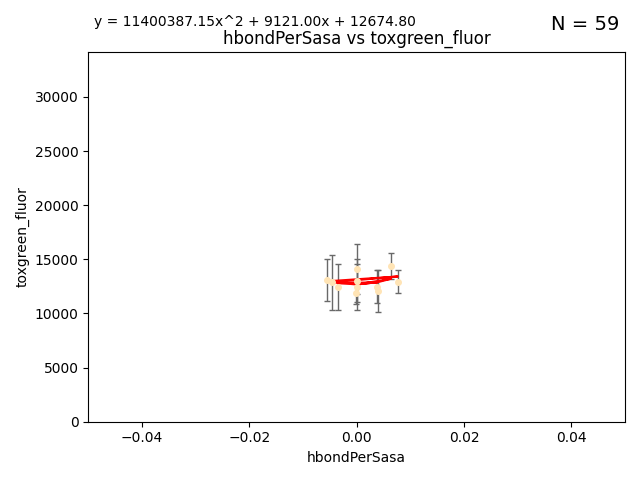 y = 11400387.15x^2 + 9121.00x + 12674.80
N = 59
hbondPerSasa vs toxgreen_fluor
toxgreen_fluor
30000
25000
20000
15000
10000
5000
0
−0.04
−0.02
0.00
0.02
0.04
hbondPerSasa